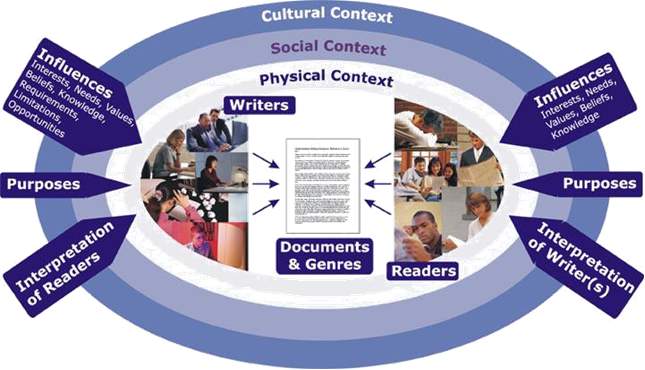 Cultural Context
Social Context
Physical Context
Influences
Interests, Needs, Values,
Beliefs, Knowledge,
Requirements,
Limitations,
Opportunities
Purposes
Interpretation
of Readers
Writers
Documents
& Genres
Readers
Influences
Interests, Needs,
Values, Beliefs,
Knowledge
Purposes
Interpretation
of Writer(s)